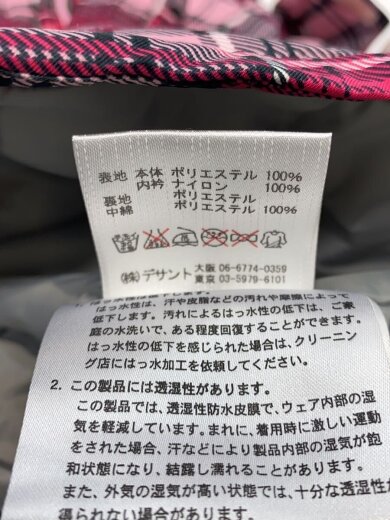 表地 本体 ポリエステル 100%
内衿 ナイロン 100%
裏地 ポリエステル 100%
中綿 ポリエステル 100%
(株)デサント 大阪 06-6774-0359
東京 03-5979-6101
はっ水性は、汗や皮脂などの汚れや摩擦によって
低下します。汚れによるはっ水性の低下は、ご家
庭の水洗いで、ある程度回復することができます。
はっ水性の低下を感じられた場合は、クリーニン
グ店にはっ水加工を依頼してください。
2. この製品には透湿性があります。
この製品では、透湿性防水皮膜で、ウェア内部の湿
気を軽減しています。まれに、着用時に激しい運動
をされた場合、汗などにより製品内部の湿気が飽
和状態になり、結露し濡れることがあります。
また、外気の湿気が高い状態では、十分な透湿性が
得られない場合があります。